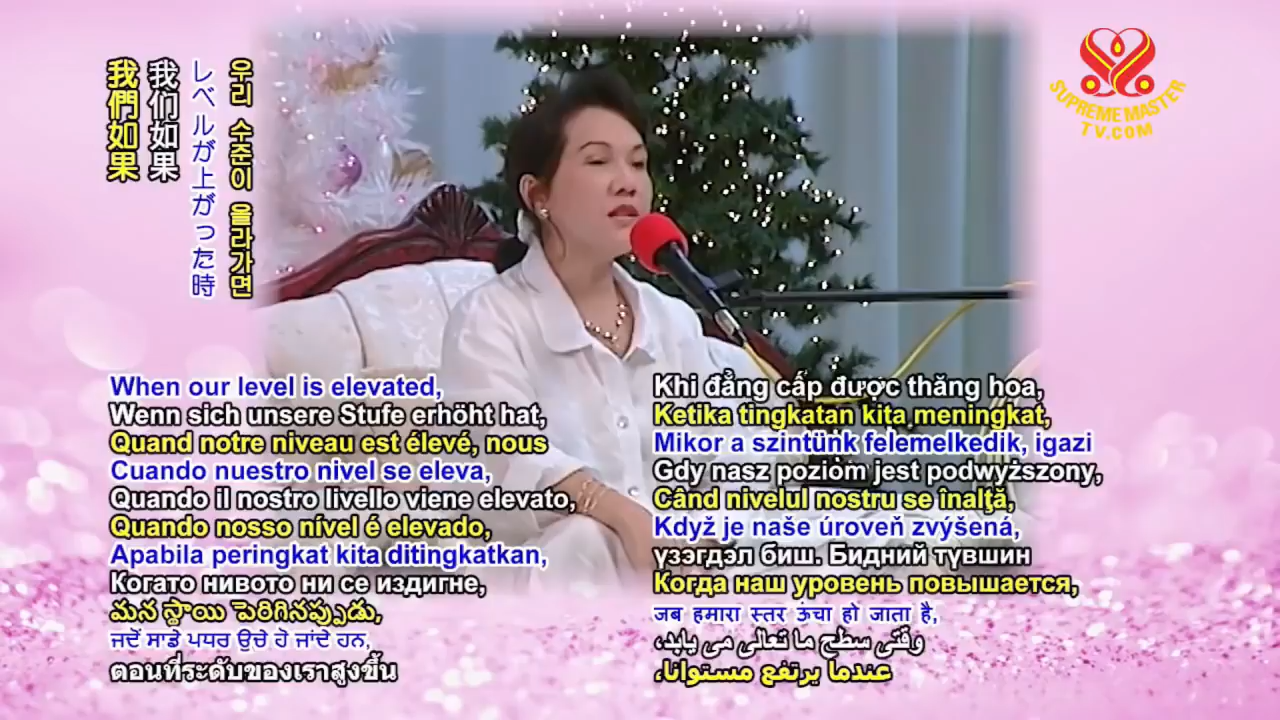 우리 수준이 올라가면
レベルが上がった時
我们如果
我們如果
SUPREME MASTER
TV.COM
When our level is elevated,
Wenn sich unsere Stufe erhöht hat,
Quand notre niveau est élevé, nous
Cuando nuestro nivel se eleva,
Quando il nostro livello viene elevato,
Quando nosso nível é elevado,
Apabila peringkat kita ditingkatkan,
Когато нивото ни се издигне,
మన స్థాయి పెరిగినప్పుడు,
ਜਦੋਂ ਸਾਡੇ ਪਧਰ ਉਚੇ ਹੋ ਜਾਂਦੇ ਹਨ,
ตอนที่ระดับของเราสูงขึ้น
Khi đẳng cấp được thăng hoa,
Ketika tingkatan kita meningkat,
Mikor a szintünk felemelkedik, igazi
Gdy nasz poziom jest podwyższony,
Când nivelul nostru se înalţă,
Když je naše úroveň zvýšená,
үзэгдэл биш. Бидний түвшин
Когда наш уровень повышается,
जब हमारा स्तर ऊंचा हो जाता है,
وقتی سطح ما تعالی می یابد،
عندما يرتفع مستوانا،